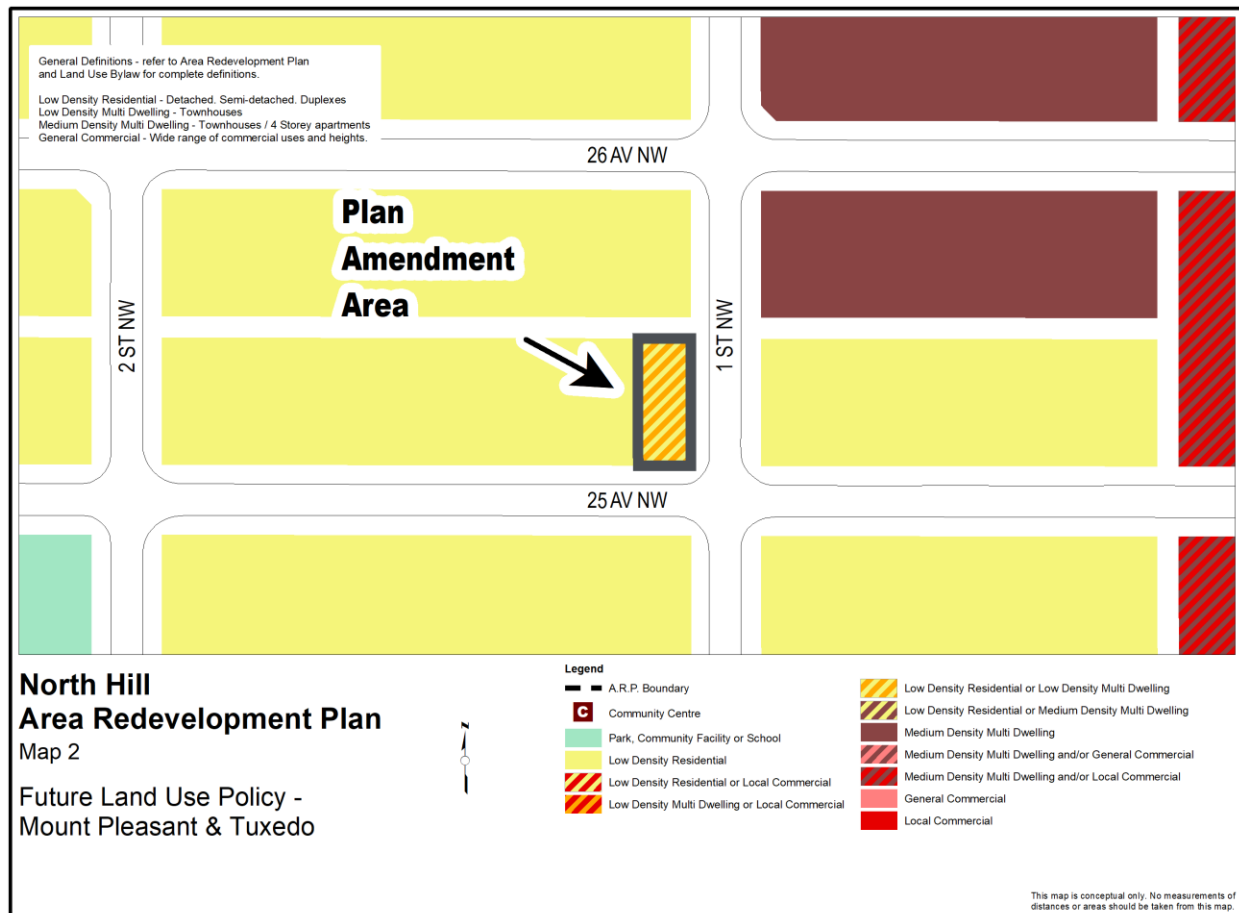 General Definitions - refer to Area Redevelopment Plan
and Land Use Bylaw for complete definitions.
Low Density Residential - Detached. Semi-detached. Duplexes
Low Density Multi Dwelling - Townhouses
Medium Density Multi Dwelling - Townhouses / 4 Storey apartments
General Commercial - Wide range of commercial uses and heights.
26 AV NW
Plan
Amendment
Area
2 ST NW
1 ST NW
25 AV NW
North Hill
Area Redevelopment Plan
Map 2
Future Land Use Policy -
Mount Pleasant & Tuxedo
N
Legend
A.R.P. Boundary
C Community Centre
Park, Community Facility or School
Low Density Residential
Low Density Residential or Local Commercial
Low Density Multi Dwelling or Local Commercial
Low Density Residential or Low Density Multi Dwelling
Low Density Residential or Medium Density Multi Dwelling
Medium Density Multi Dwelling
Medium Density Multi Dwelling and/or General Commercial
Medium Density Multi Dwelling and/or Local Commercial
General Commercial
Local Commercial
This map is conceptual only. No measurements of
distances or areas should be taken from this map.